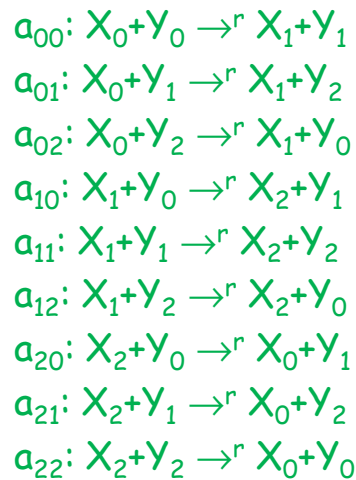 a₀₀: X₀+Y₀ →ʳ X₁+Y₁
a₀₁: X₀+Y₁ →ʳ X₁+Y₂
a₀₂: X₀+Y₂ →ʳ X₁+Y₀
a₁₀: X₁+Y₀ →ʳ X₂+Y₁
a₁₁: X₁+Y₁ →ʳ X₂+Y₂
a₁₂: X₁+Y₂ →ʳ X₂+Y₀
a₂₀: X₂+Y₀ →ʳ X₀+Y₁
a₂₁: X₂+Y₁ →ʳ X₀+Y₂
a₂₂: X₂+Y₂ →ʳ X₀+Y₀